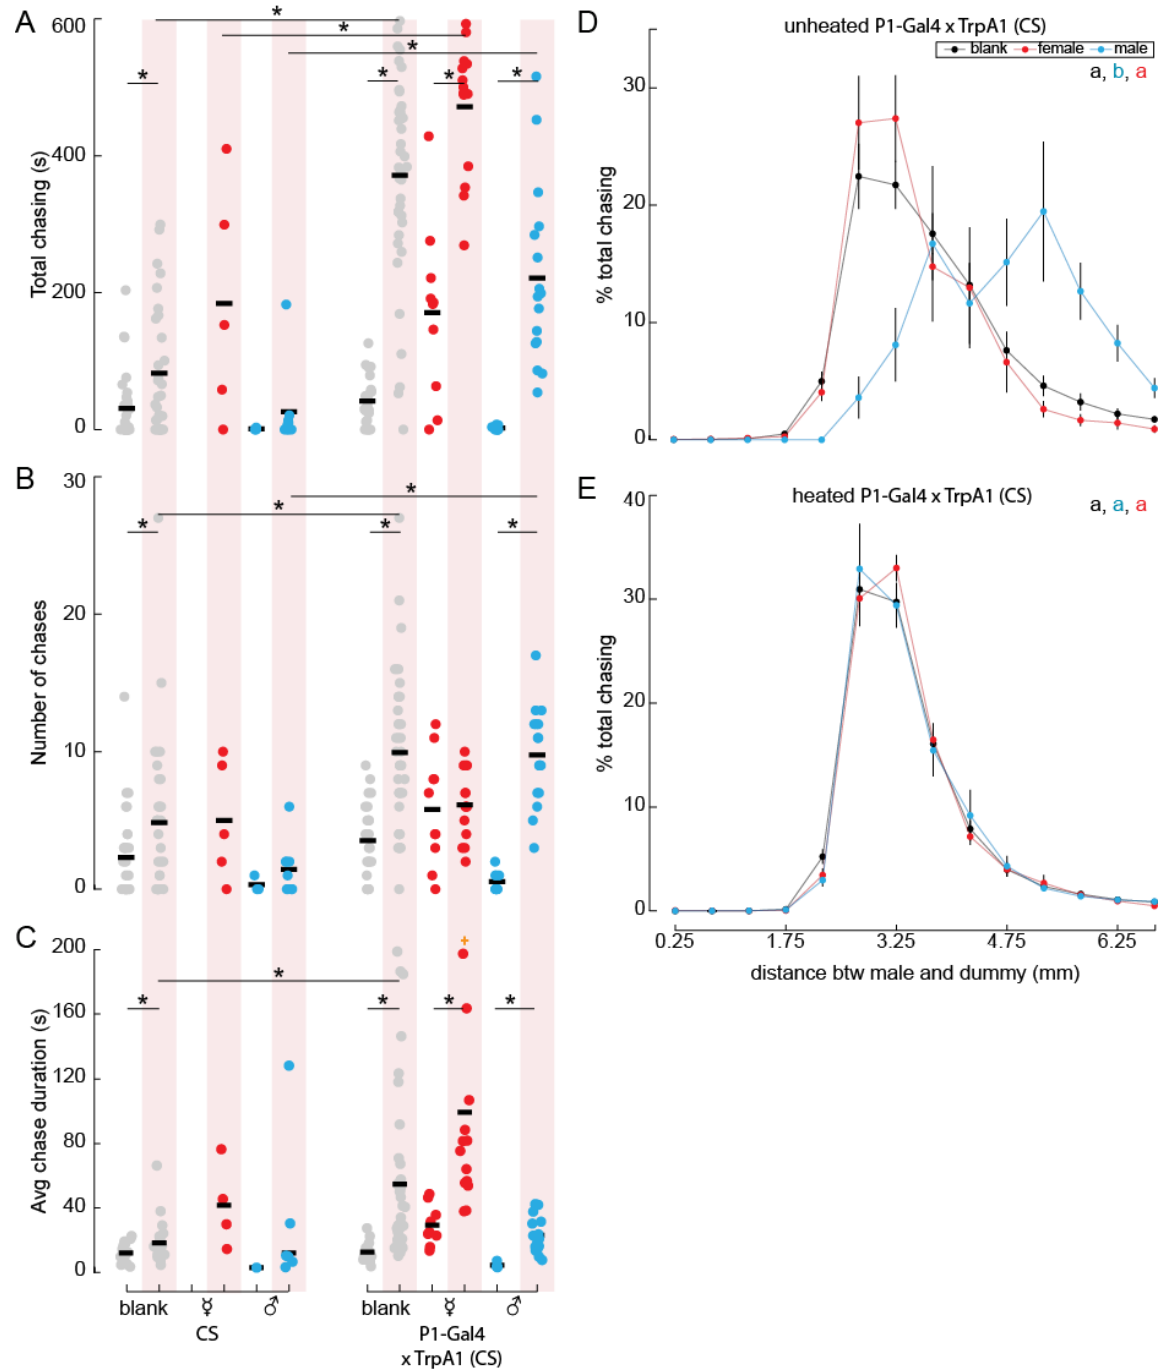 A
600
400
200
0
Total chasing (s)
* * * * * * *
B
30
20
10
0
Number of chases
* * * * *
C
200
160
120
80
40
0
Avg chase duration (s)
* * * * *
+
blank ☿ ♂ blank ☿ ♂
CS
P1-Gal4
x TrpA1 (CS)
D
unheated P1-Gal4 x TrpA1 (CS)
blank female male
a, b, a
30
20
10
0
% total chasing
E
heated P1-Gal4 x TrpA1 (CS)
a, a, a
40
30
20
10
0
% total chasing
0.25 1.75 3.25 4.75 6.25
distance btw male and dummy (mm)